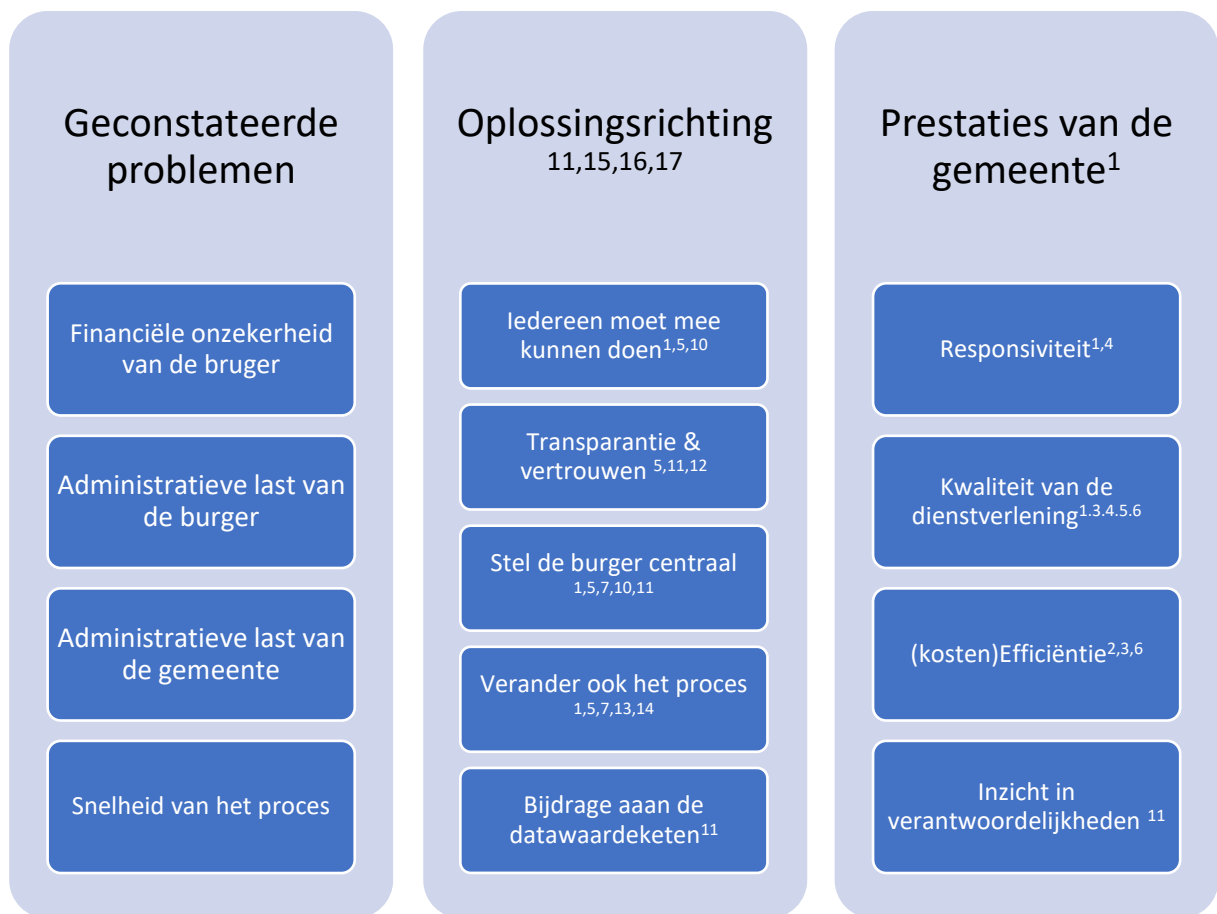 Geconstateerde
problemen
Financiële onzekerheid
van de bruger
Administratieve last van
de burger
Administratieve last van
de gemeente
Snelheid van het proces
Oplossingsrichting
11,15,16,17
Iedereen moet mee
kunnen doen1,5,10
Transparantie &
vertrouwen 5,11,12
Stel de burger centraal
1,5,7,10,11
Verander ook het proces
1,5,7,13,14
Bijdrage aaan de
datawaardeketen11
Prestaties van de
gemeente1
Responsiviteit1,4
Kwaliteit van de
dienstverlening1.3.4.5.6
(kosten)Efficiëntie2,3,6
Inzicht in
verantwoordelijkheden 11